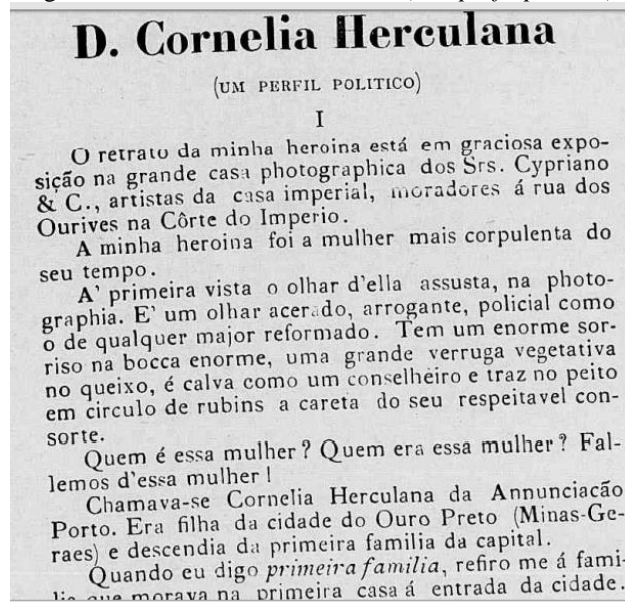 D. Cornelia Herculana
(UM PERFIL POLITICO)
I
O retrato da minha heroina está em graciosa expo-
sição na grande casa photographica dos Srs. Cypriano
& C., artistas da casa imperial, moradores á rua dos
Ourives na Côrte do Imperio.
A minha heroina foi a mulher mais corpulenta do
seu tempo.
A' primeira vista o olhar d'ella assusta, na photo-
graphia. E' um olhar acerado, arrogante, policial como
o de qualquer major reformado. Tem um enorme sor-
riso na bocca enorme, uma grande verruga vegetativa
no queixo, é calva como um conselheiro e traz no peito
em circulo de rubins a careta do seu respeitavel con-
sorte.
Quem é essa mulher? Quem era essa mulher? Fal-
lemos d'essa mulher!
Chamava-se Cornelia Herculana da Annunciacão
Porto. Era filha da cidade do Ouro Preto (Minas-Ge-
raes) e descendia da primeira familia da capital.
Quando eu digo primeira familia, refiro me á fami-
lia que morava na primeira casa á entrada da cidade.